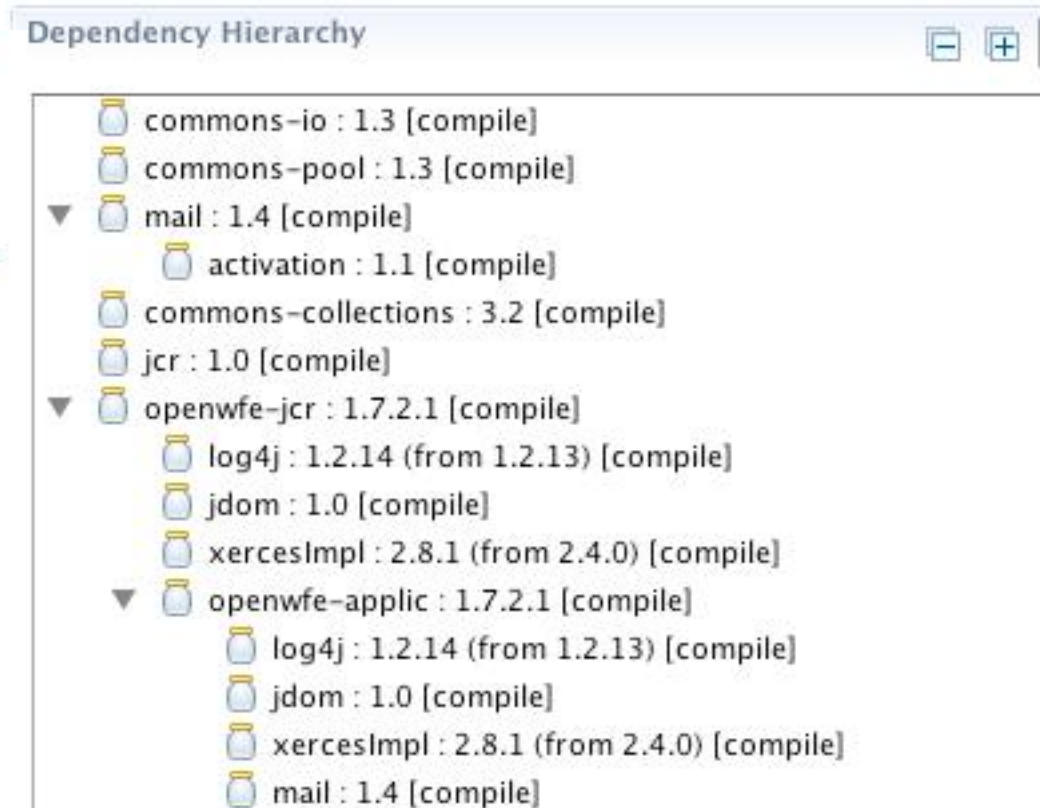 Dependency Hierarchy
commons-io : 1.3 [compile]
commons-pool : 1.3 [compile]
mail : 1.4 [compile]
activation : 1.1 [compile]
commons-collections : 3.2 [compile]
jcr : 1.0 [compile]
openwfe-jcr : 1.7.2.1 [compile]
log4j : 1.2.14 (from 1.2.13) [compile]
jdom : 1.0 [compile]
xercesImpl : 2.8.1 (from 2.4.0) [compile]
openwfe-applic : 1.7.2.1 [compile]
log4j : 1.2.14 (from 1.2.13) [compile]
jdom : 1.0 [compile]
xercesImpl : 2.8.1 (from 2.4.0) [compile]
mail : 1.4 [compile]